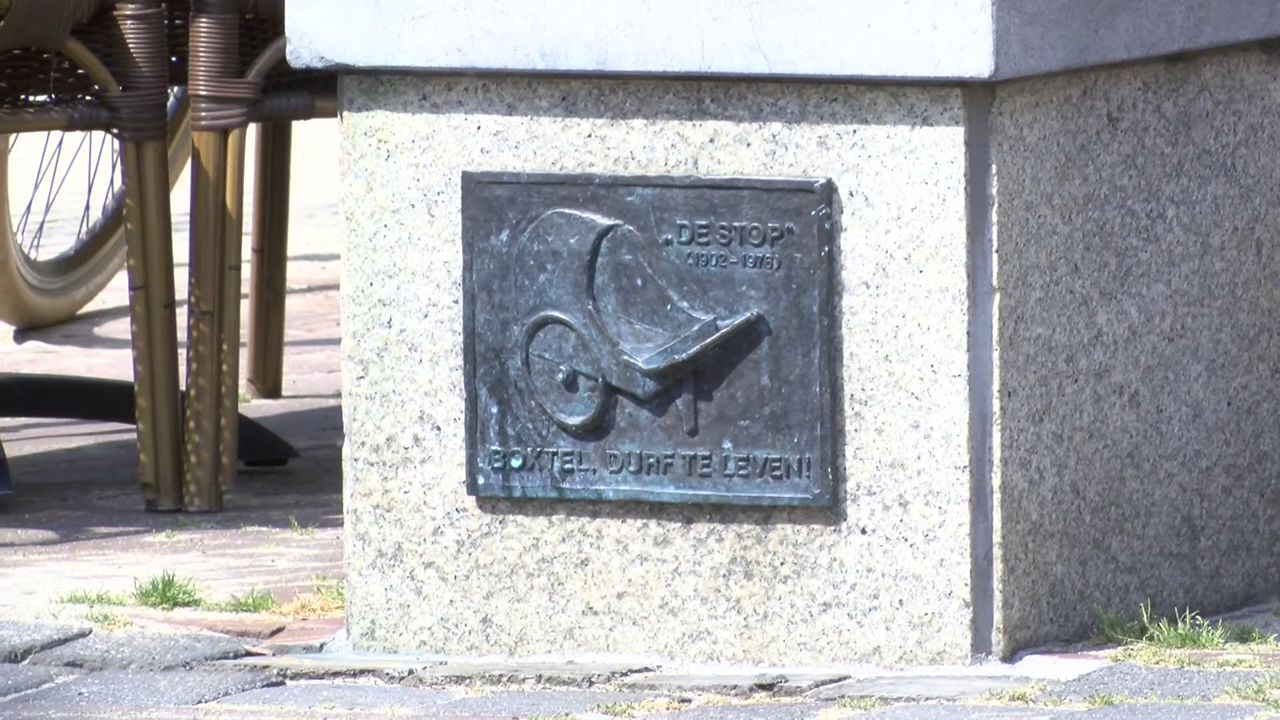 „DE STOP"
(1902-1976)
BOXTEL, DURF TE LEVEN!